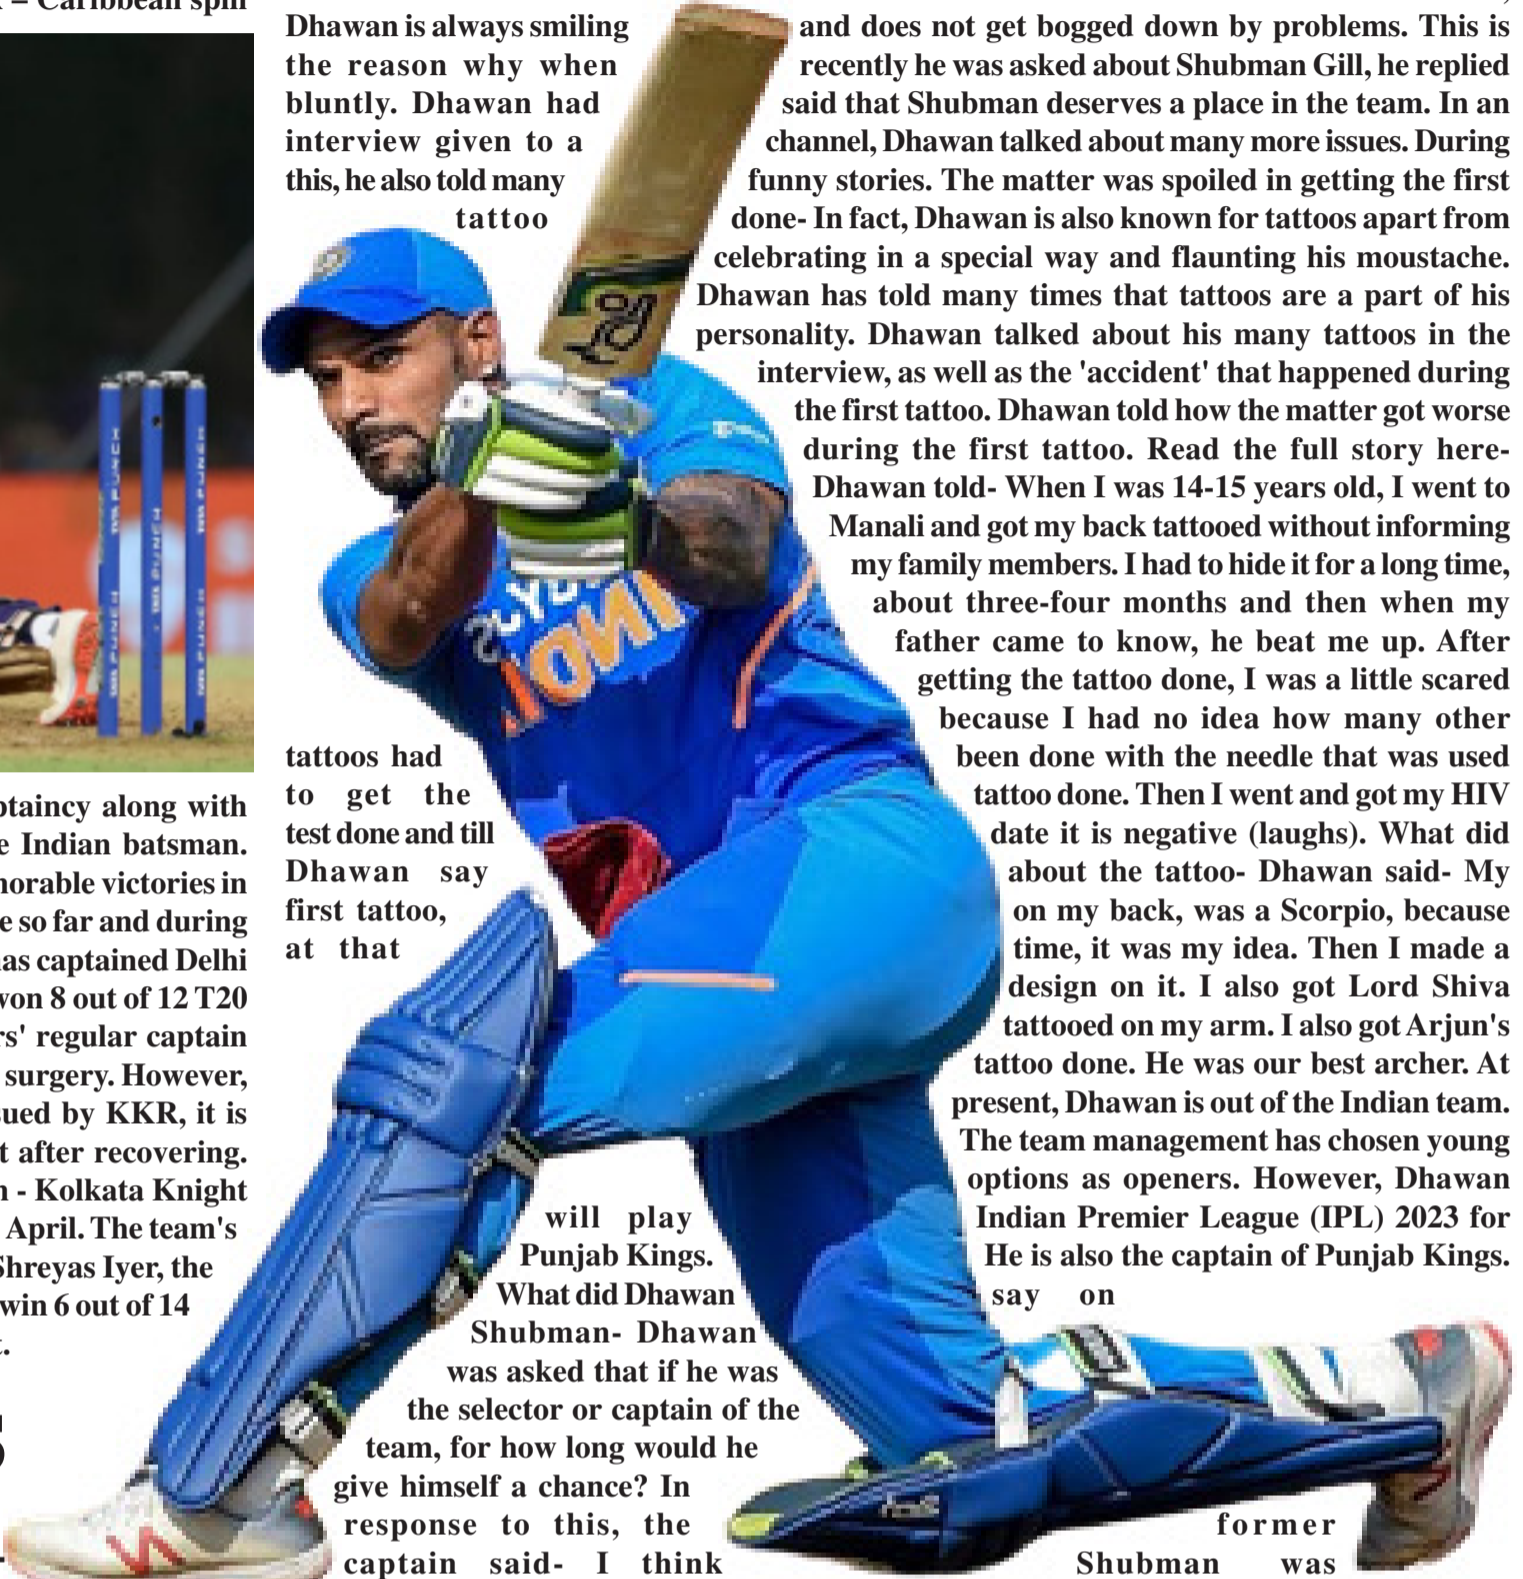 – Caribbean spin
ptaincy along with
e Indian batsman.
norable victories in
e so far and during
as captained Delhi
won 8 out of 12 T20
rs' regular captain
surgery. However,
sued by KKR, it is
t after recovering.
n - Kolkata Knight
April. The team's
Shreyas Iyer, the
win 6 out of 14
t.
Dhawan is always smiling and does not get bogged down by problems. This is
the reason why when recently he was asked about Shubman Gill, he replied
bluntly. Dhawan had said that Shubman deserves a place in the team. In an
interview given to a channel, Dhawan talked about many more issues. During
this, he also told many funny stories. The matter was spoiled in getting the first
tattoo done- In fact, Dhawan is also known for tattoos apart from
celebrating in a special way and flaunting his moustache.
Dhawan has told many times that tattoos are a part of his
personality. Dhawan talked about his many tattoos in the
interview, as well as the 'accident' that happened during
the first tattoo. Dhawan told how the matter got worse
during the first tattoo. Read the full story here-
Dhawan told- When I was 14-15 years old, I went to
Manali and got my back tattooed without informing
my family members. I had to hide it for a long time,
about three-four months and then when my
father came to know, he beat me up. After
getting the tattoo done, I was a little scared
because I had no idea how many other
tattoos had been done with the needle that was used
to get the tattoo done. Then I went and got my HIV
test done and till date it is negative (laughs). What did
Dhawan say about the tattoo- Dhawan said- My
first tattoo, on my back, was a Scorpio, because
at that time, it was my idea. Then I made a
design on it. I also got Lord Shiva
tattooed on my arm. I also got Arjun's
tattoo done. He was our best archer. At
present, Dhawan is out of the Indian team.
The team management has chosen young
options as openers. However, Dhawan
will play Indian Premier League (IPL) 2023 for
Punjab Kings. He is also the captain of Punjab Kings.
What did Dhawan say on
Shubman- Dhawan
was asked that if he was
the selector or captain of the
team, for how long would he
give himself a chance? In
response to this, the former
captain said- I think Shubman was